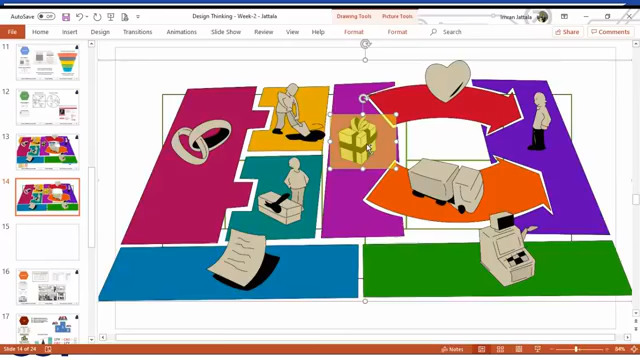 AutoSave Off
Design Thinking - Week-2 - Jattala
Drawing Tools
Picture Tools
Imran Jattala
File
Home
Insert
Draw
Design
Transitions
Animations
Slide Show
Review
View
Help
Format
Format
Search
Share
Comments
11
12
13
14
15
16
17
Slide 14 of 24
Notes
84%